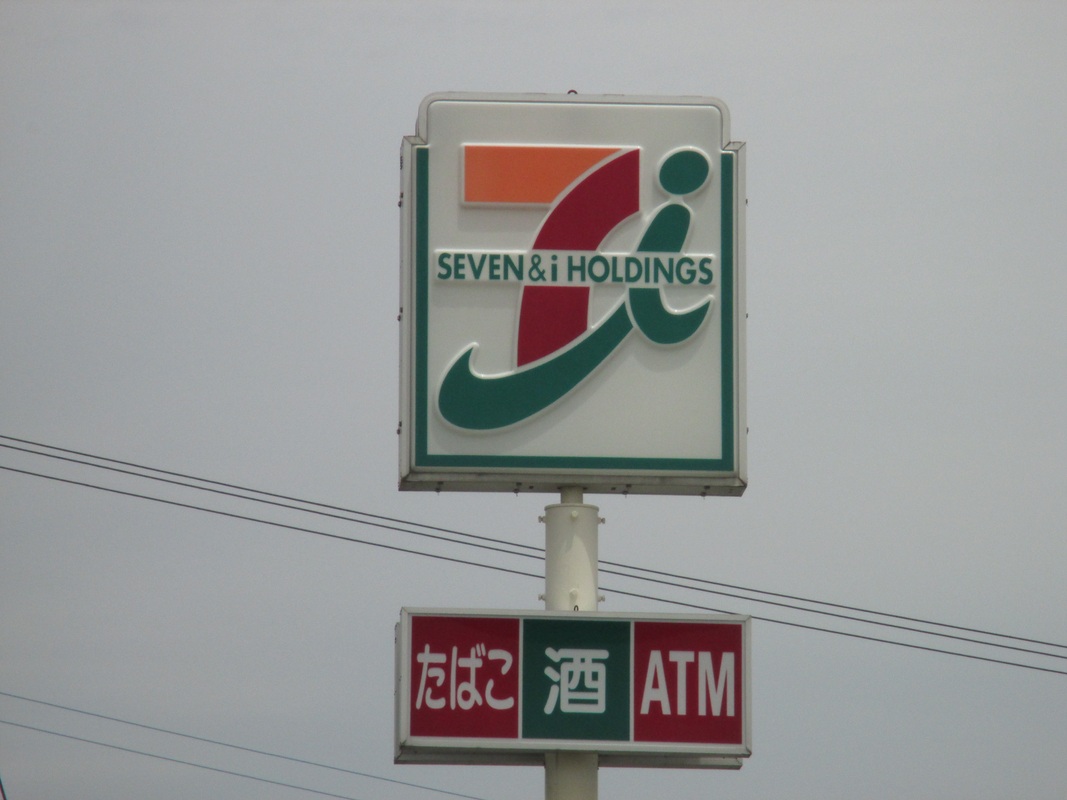 SEVEN&i HOLDINGS
たばこ 酒 ATM